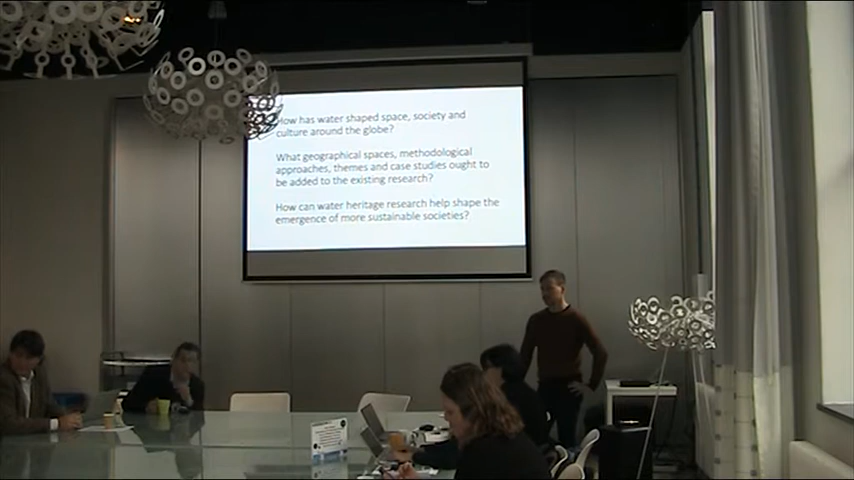 How has water shaped space, society and
culture around the globe?
What geographical spaces, methodological
approaches, themes and case studies ought to
be added to the existing research?
How can water heritage research help shape the
emergence of more sustainable societies?